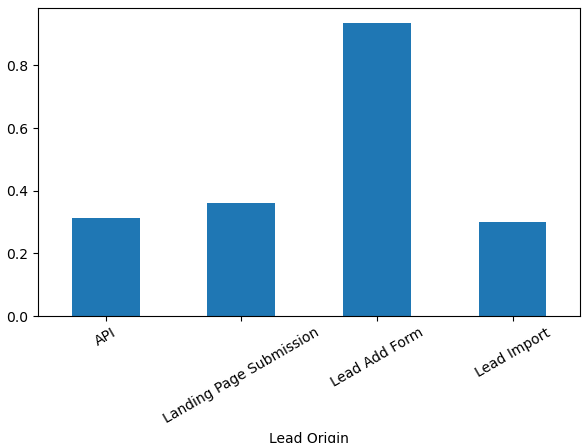 0.8
0.6
0.4
0.2
0.0
API
Landing Page Submission
Lead Add Form
Lead Import
Lead Origin